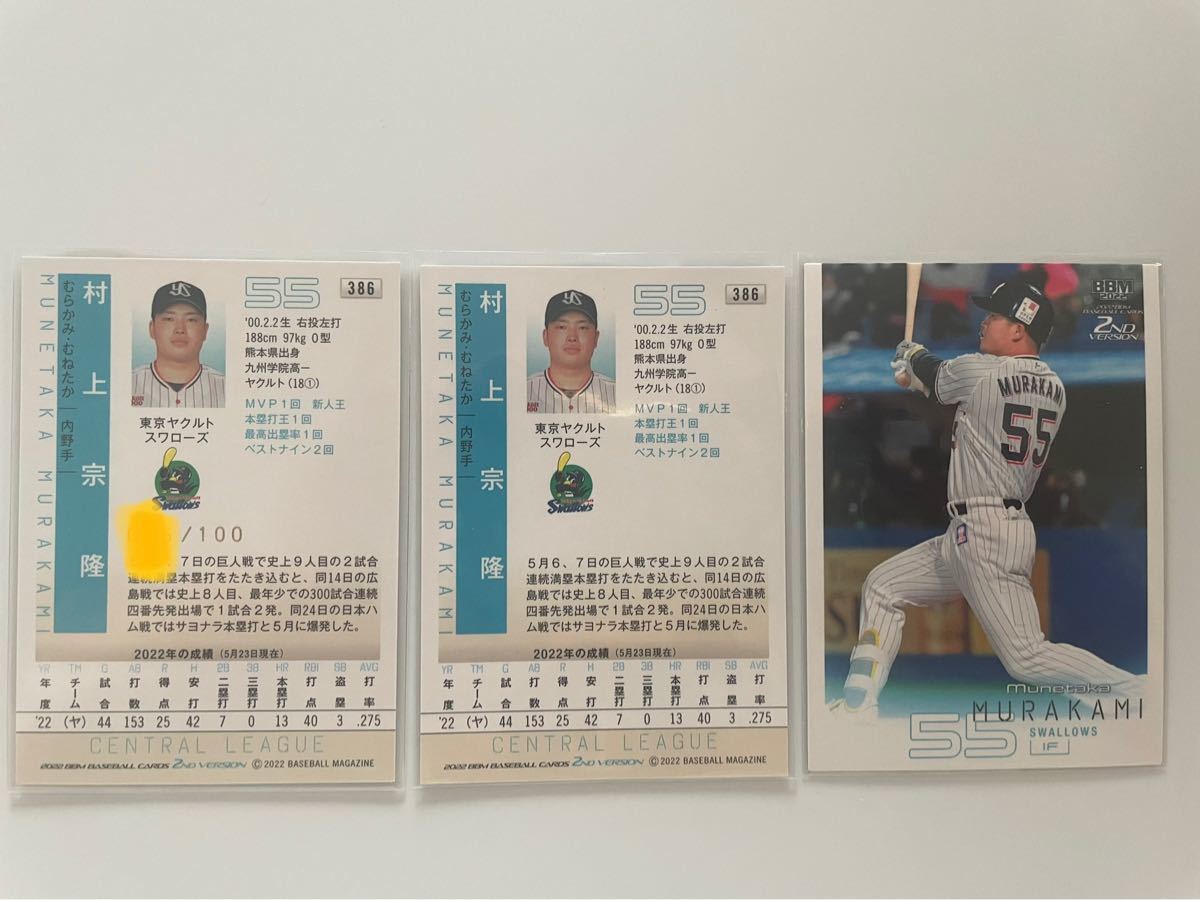 村上宗隆
むらかみ・むねたか 内野手
MUNETAKA MURAKAMI
55
386
'00.2.2生 右投左打
188cm 97kg O型
熊本県出身
九州学院高一
ヤクルト(18①)
MVP1回 新人王
本塁打王1回
最高出塁率1回
ベストナイン2回
東京ヤクルト
スワローズ
Swallows
/100
7日の巨人戦で史上9人目の2試合
連続満塁本塁打をたたき込むと、同14日の広
島戦では史上8人目、最年少での300試合連続
四番先発出場で1試合2発。同24日の日本ハ
ム戦ではサヨナラ本塁打と5月に爆発した。
2022年の成績(5月23日現在)
YR TM G AB R H 2B 3B HR RBI SB AVG
年度 チーム 試合 打数 得点 安打 二塁打 三塁打 本塁打 打点 盗塁 打率
'22 (ヤ) 44 153 25 42 7 0 13 40 3 .275
CENTRAL LEAGUE
2022 BBM BASEBALL CARDS 2ND VERSION ©2022 BASEBALL MAGAZINE
村上宗隆
むらかみ・むねたか 内野手
MUNETAKA MURAKAMI
55
386
'00.2.2生 右投左打
188cm 97kg O型
熊本県出身
九州学院高一
ヤクルト(18①)
MVP1回 新人王
本塁打王1回
最高出塁率1回
ベストナイン2回
東京ヤクルト
スワローズ
Swallows
5月6、7日の巨人戦で史上9人目の2試合
連続満塁本塁打をたたき込むと、同14日の広
島戦では史上8人目、最年少での300試合連続
四番先発出場で1試合2発。同24日の日本ハ
ム戦ではサヨナラ本塁打と5月に爆発した。
2022年の成績(5月23日現在)
YR TM G AB R H 2B 3B HR RBI SB AVG
年度 チーム 試合 打数 得点 安打 二塁打 三塁打 本塁打 打点 盗塁 打率
'22 (ヤ) 44 153 25 42 7 0 13 40 3 .275
CENTRAL LEAGUE
2022 BBM BASEBALL CARDS 2ND VERSION ©2022 BASEBALL MAGAZINE
BBM
2022
2022 BBM
BASEBALL CARDS
2ND
VERSION
MURAKAMI
55
Munetaka
MURAKAMI
55
SWALLOWS
IF